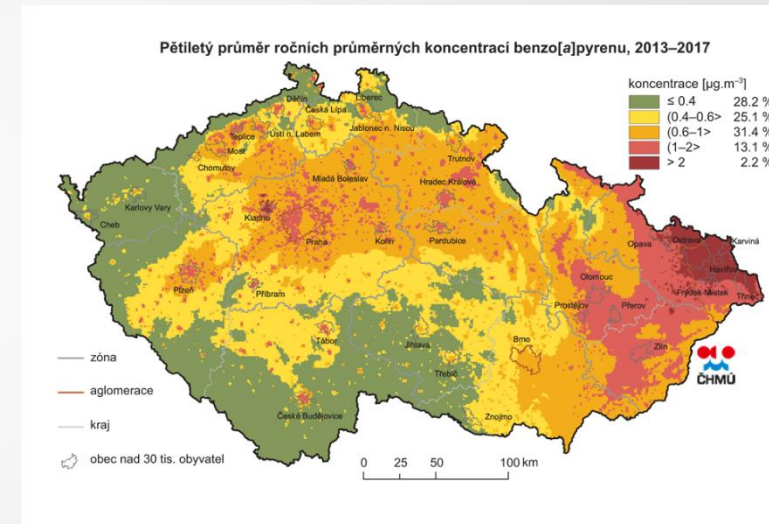 Pětiletý průměr ročních průměrných koncentrací benzo[a]pyrenu, 2013–2017
koncentrace [µg.m⁻³]
≤ 0.4 28.2 %
(0.4–0.6> 25.1 %
(0.6–1> 31.4 %
(1–2> 13.1 %
> 2 2.2 %
Děčín
Liberec
Česká Lípa
Teplice
Ústí n. Labem
Jablonec n. Nisou
Most
Chomutov
Trutnov
Mladá Boleslav
Hradec Králové
Karlovy Vary
Kladno
Cheb
Praha
Kolín
Pardubice
Opava
Ostrava
Karviná
Havířov
Olomouc
Plzeň
Příbram
Frýdek-Místek
Třinec
Prostějov
Přerov
Tábor
Jihlava
Brno
Zlín
Třebíč
České Budějovice
Znojmo
ČHMÚ
zóna
aglomerace
kraj
obec nad 30 tis. obyvatel
0 25 50 100 km